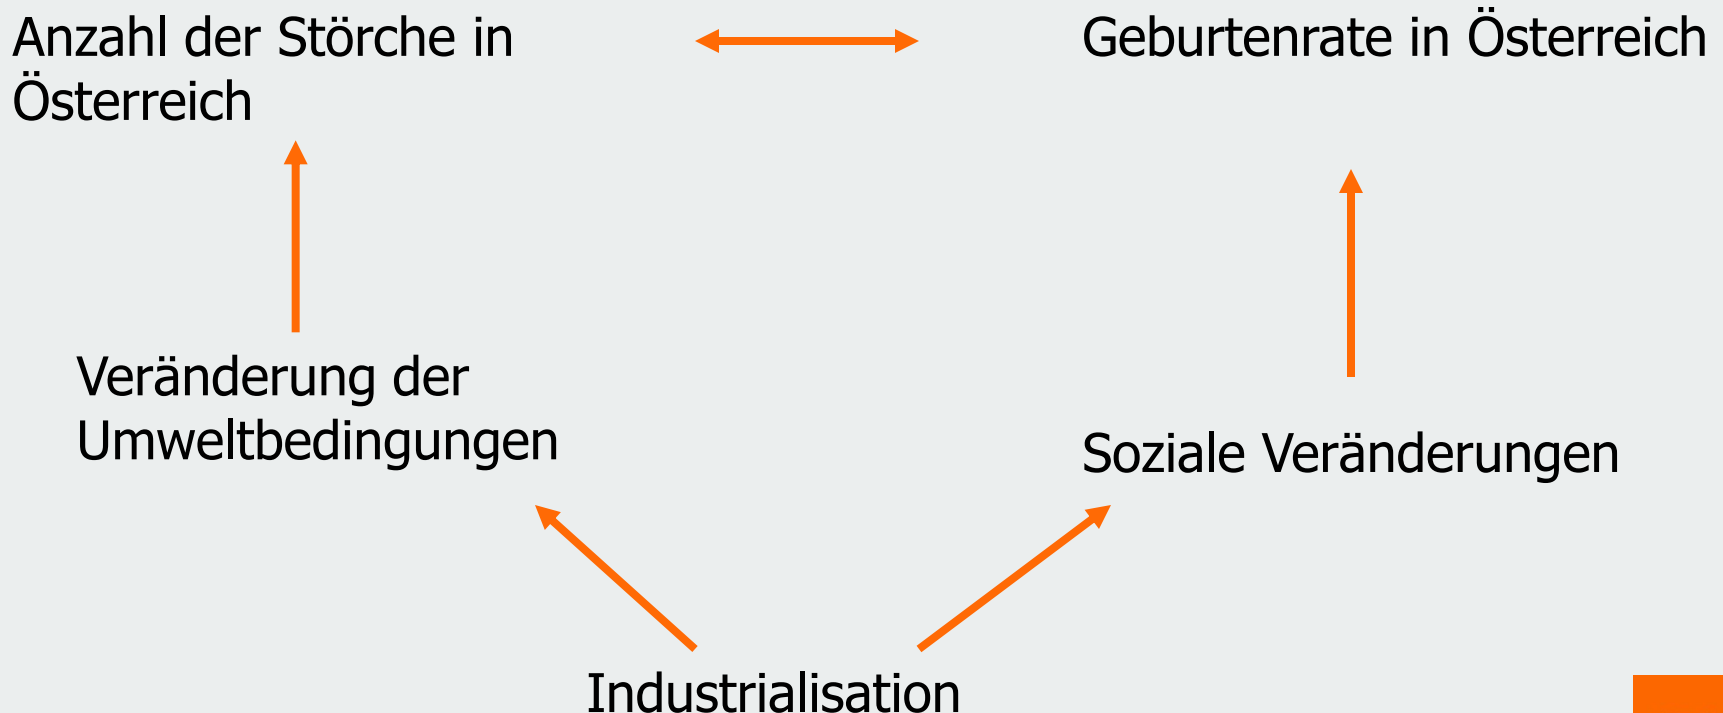 Anzahl der Störche in
Österreich
Geburtenrate in Österreich
Veränderung der
Umweltbedingungen
Soziale Veränderungen
Industrialisation